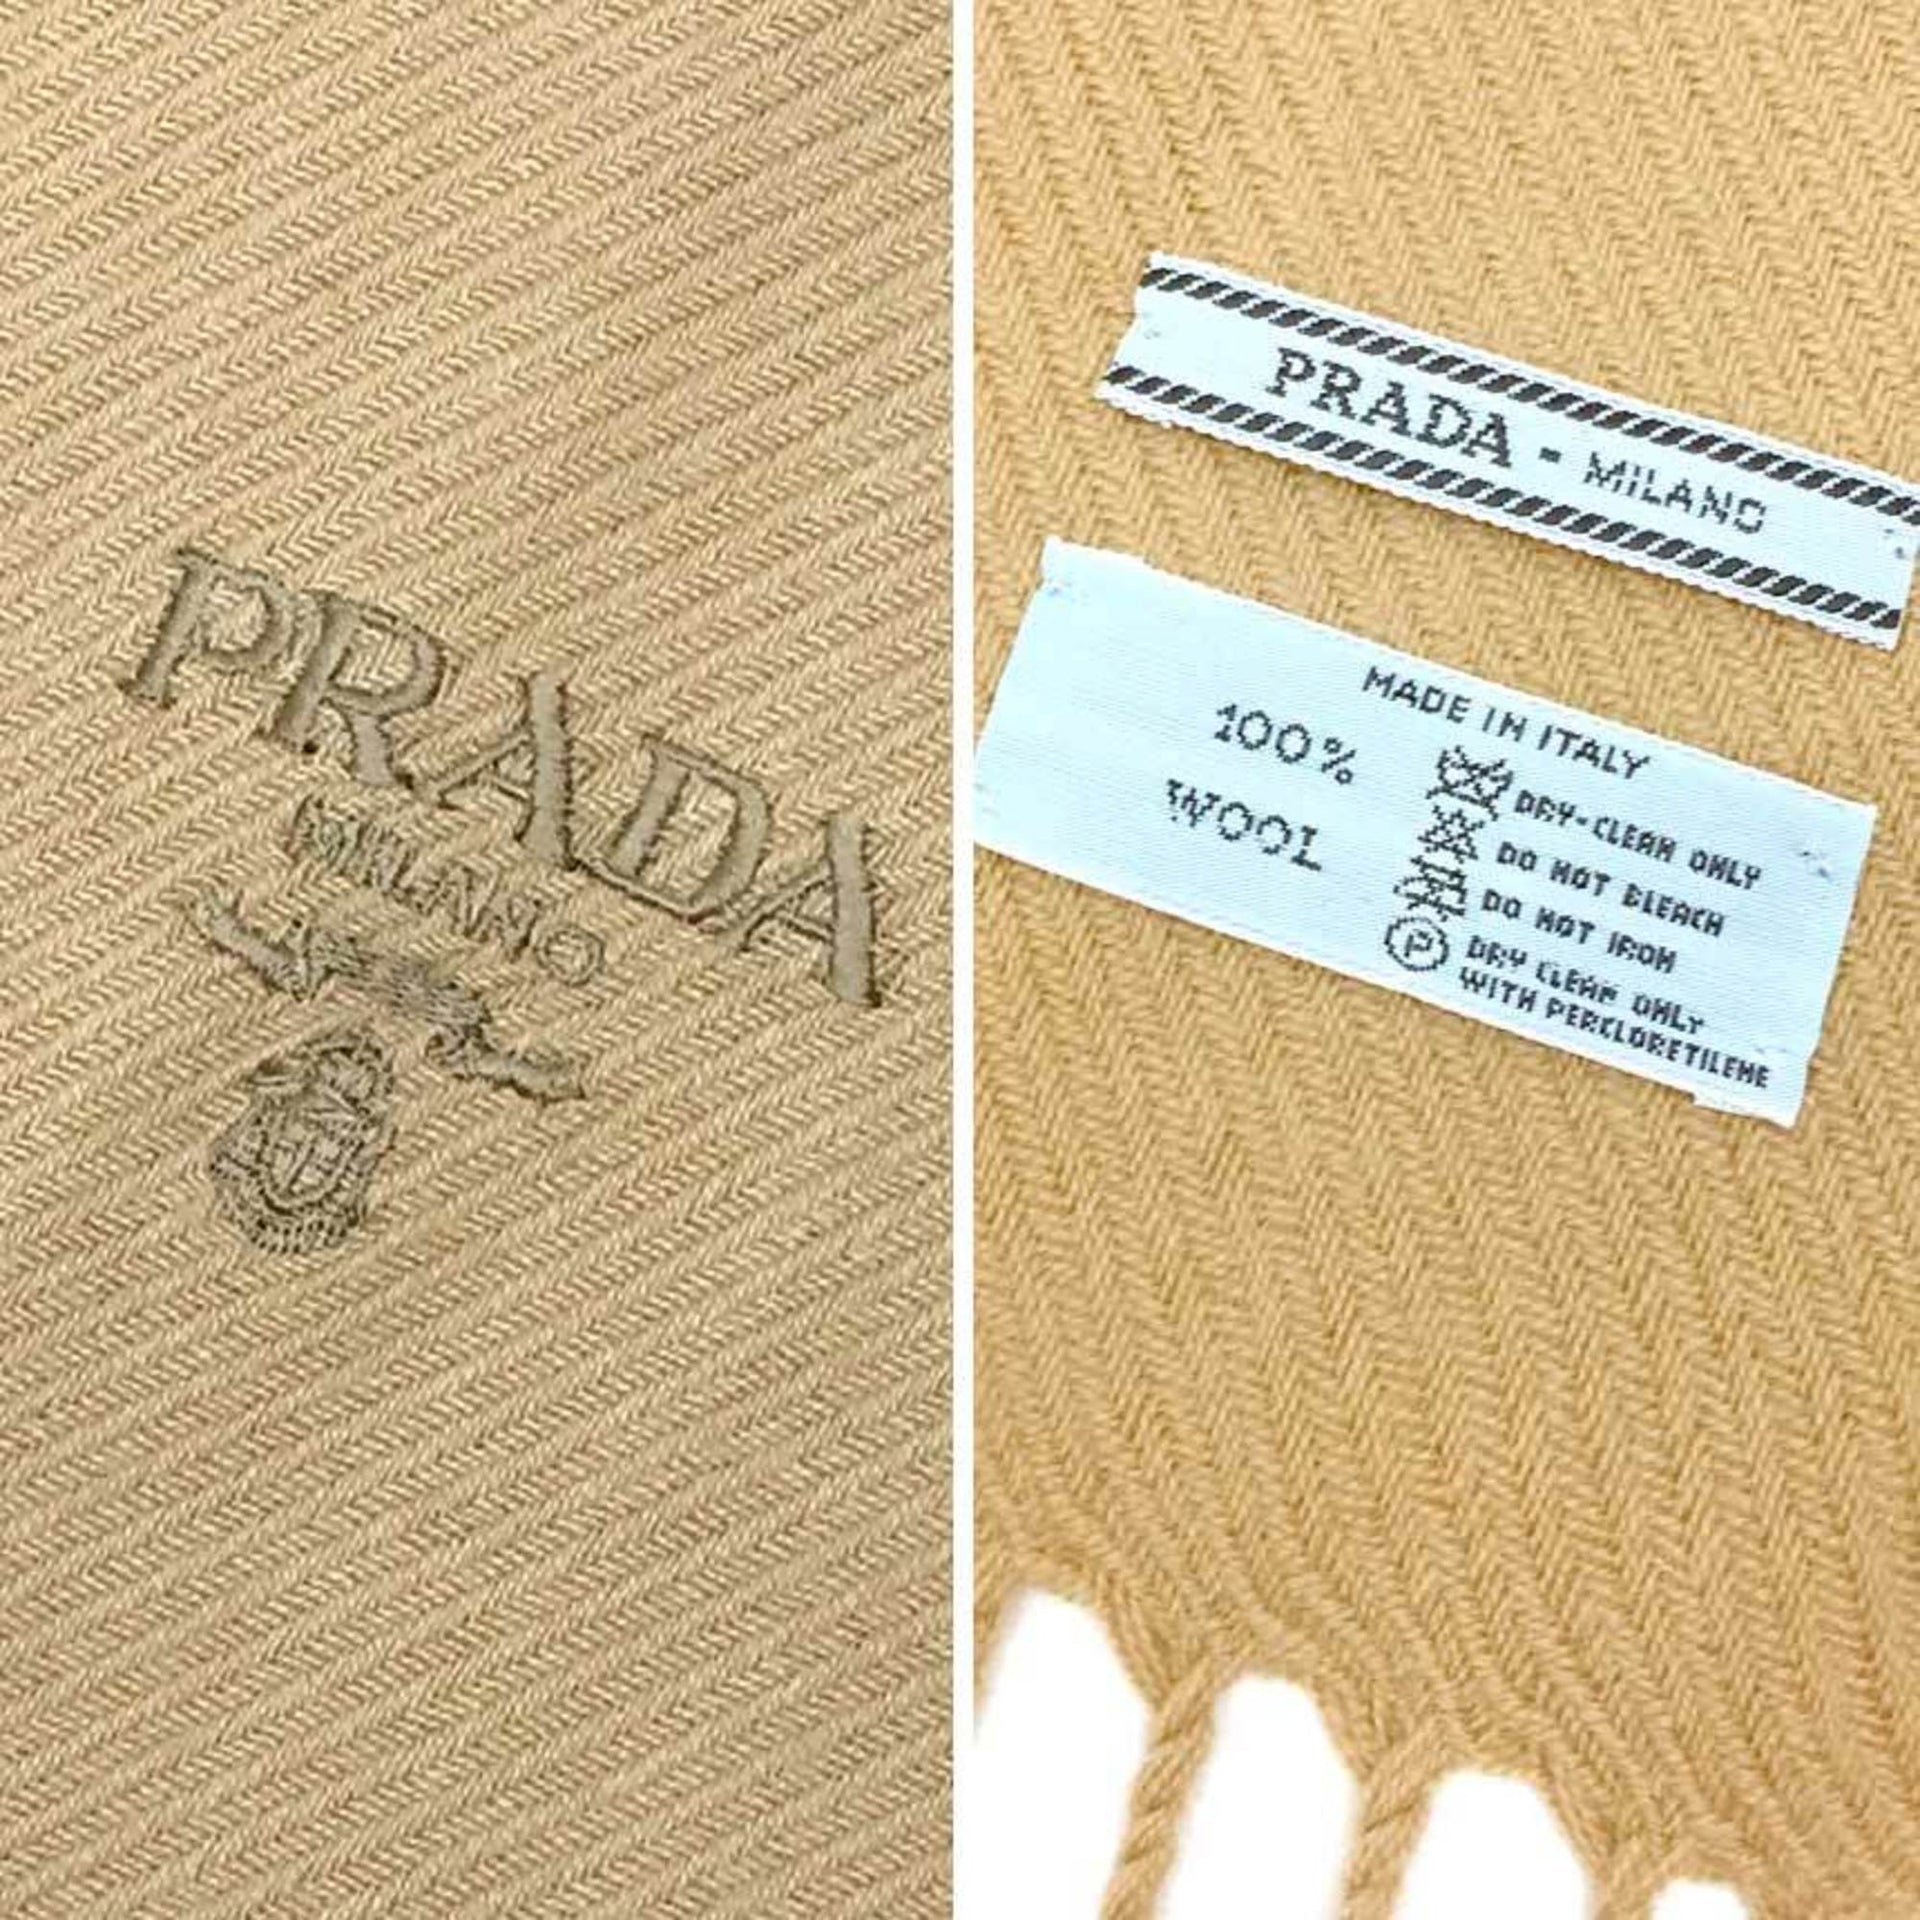 PRADA
MILANO
PRADA - MILANO
MADE IN ITALY
100%
WOOL
DRY-CLEAN ONLY
DO NOT BLEACH
DO NOT IRON
P
DRY CLEAN ONLY
WITH PERCLORETILENE